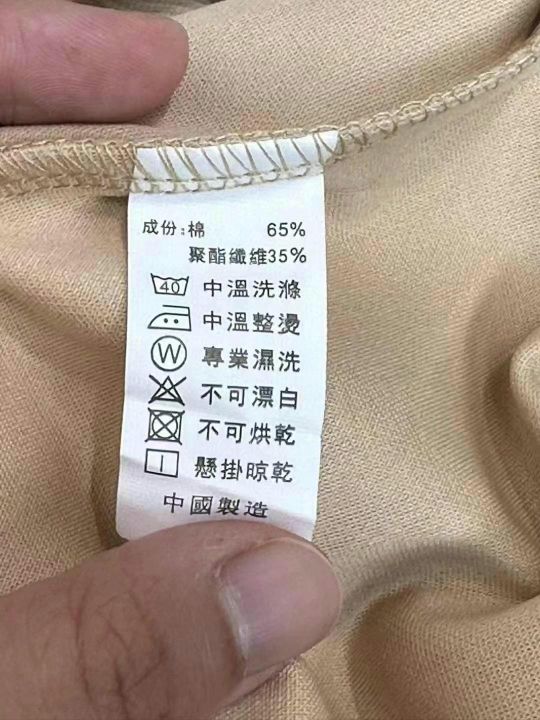 成份:棉 65%
聚酯纖維35%
40 中溫洗滌
中溫整燙
W 專業濕洗
不可漂白
不可烘乾
懸掛晾乾
中國製造